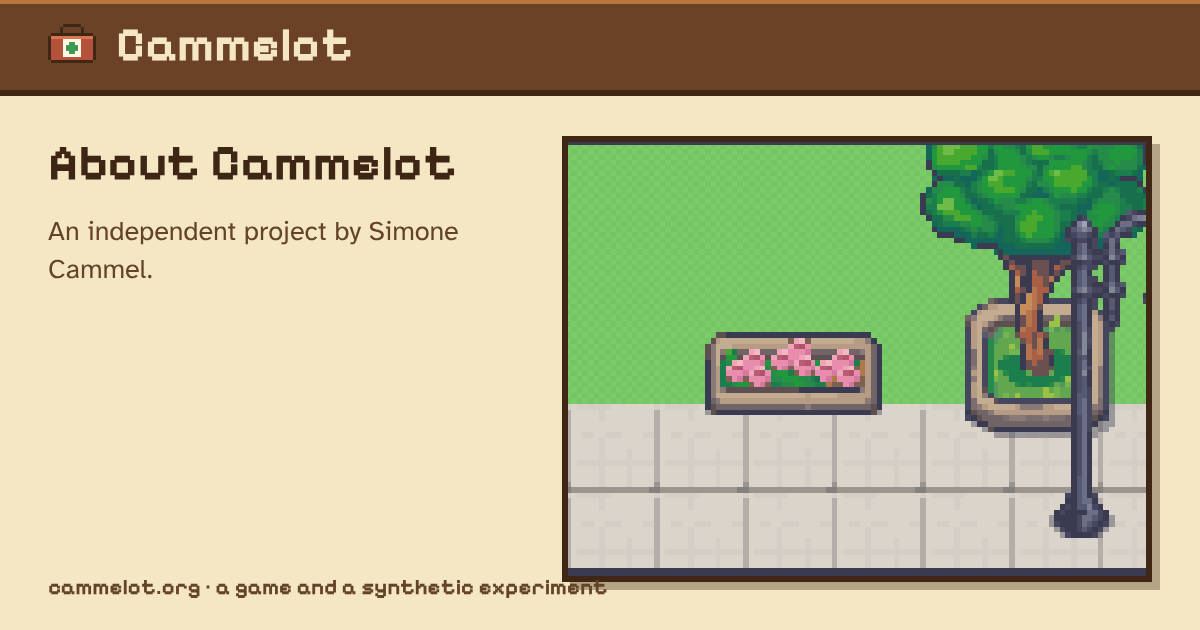 Cammelot
About Cammelot
An independent project by Simone
Cammel.
cammelot.org · a game and a synthetic experiment